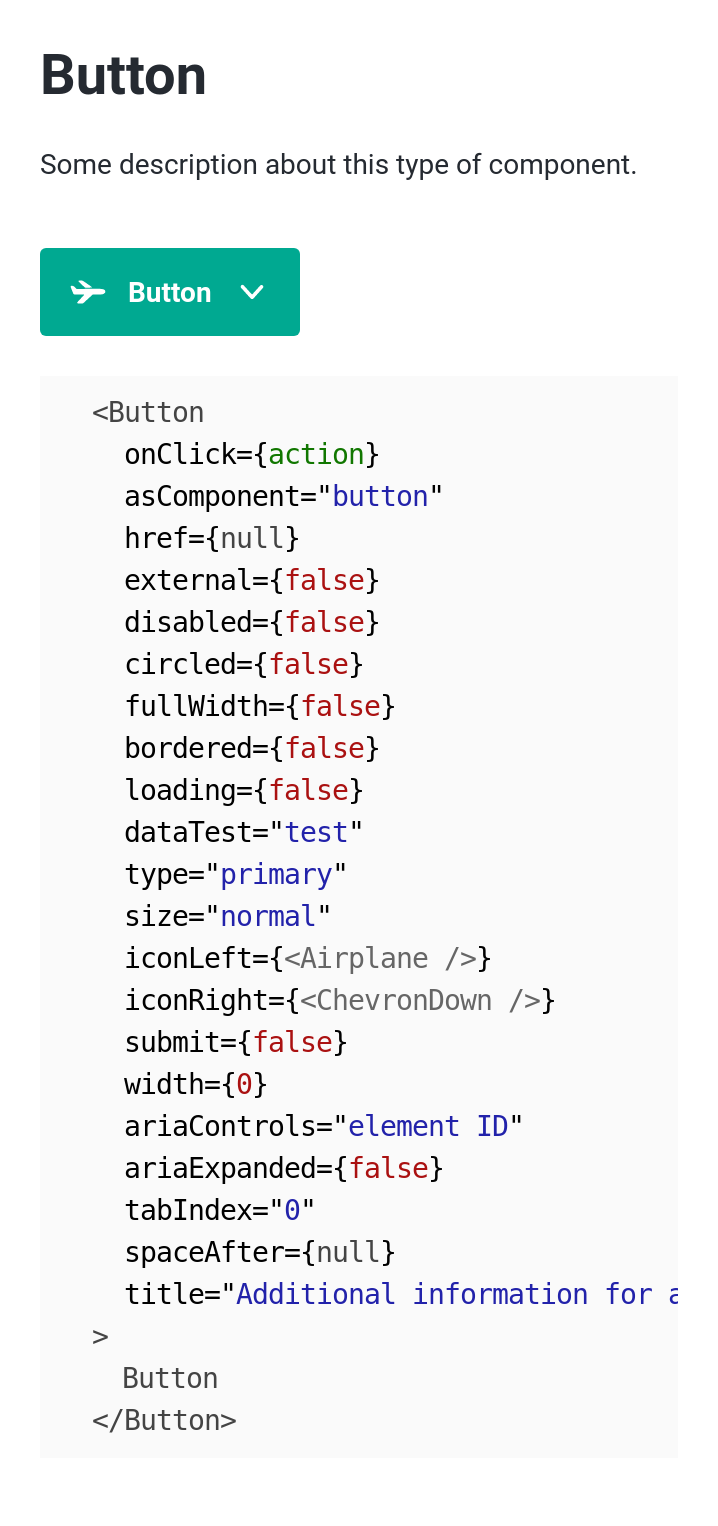 Button
Some description about this type of component.
Button
<Button
onClick={action}
asComponent="button"
href={null}
external={false}
disabled={false}
circled={false}
fullWidth={false}
bordered={false}
loading={false}
dataTest="test"
type="primary"
size="normal"
iconLeft={<Airplane />}
iconRight={<ChevronDown />}
submit={false}
width={0}
ariaControls="element ID"
ariaExpanded={false}
tabIndex="0"
spaceAfter={null}
title="Additional information for
>
Button
</Button>